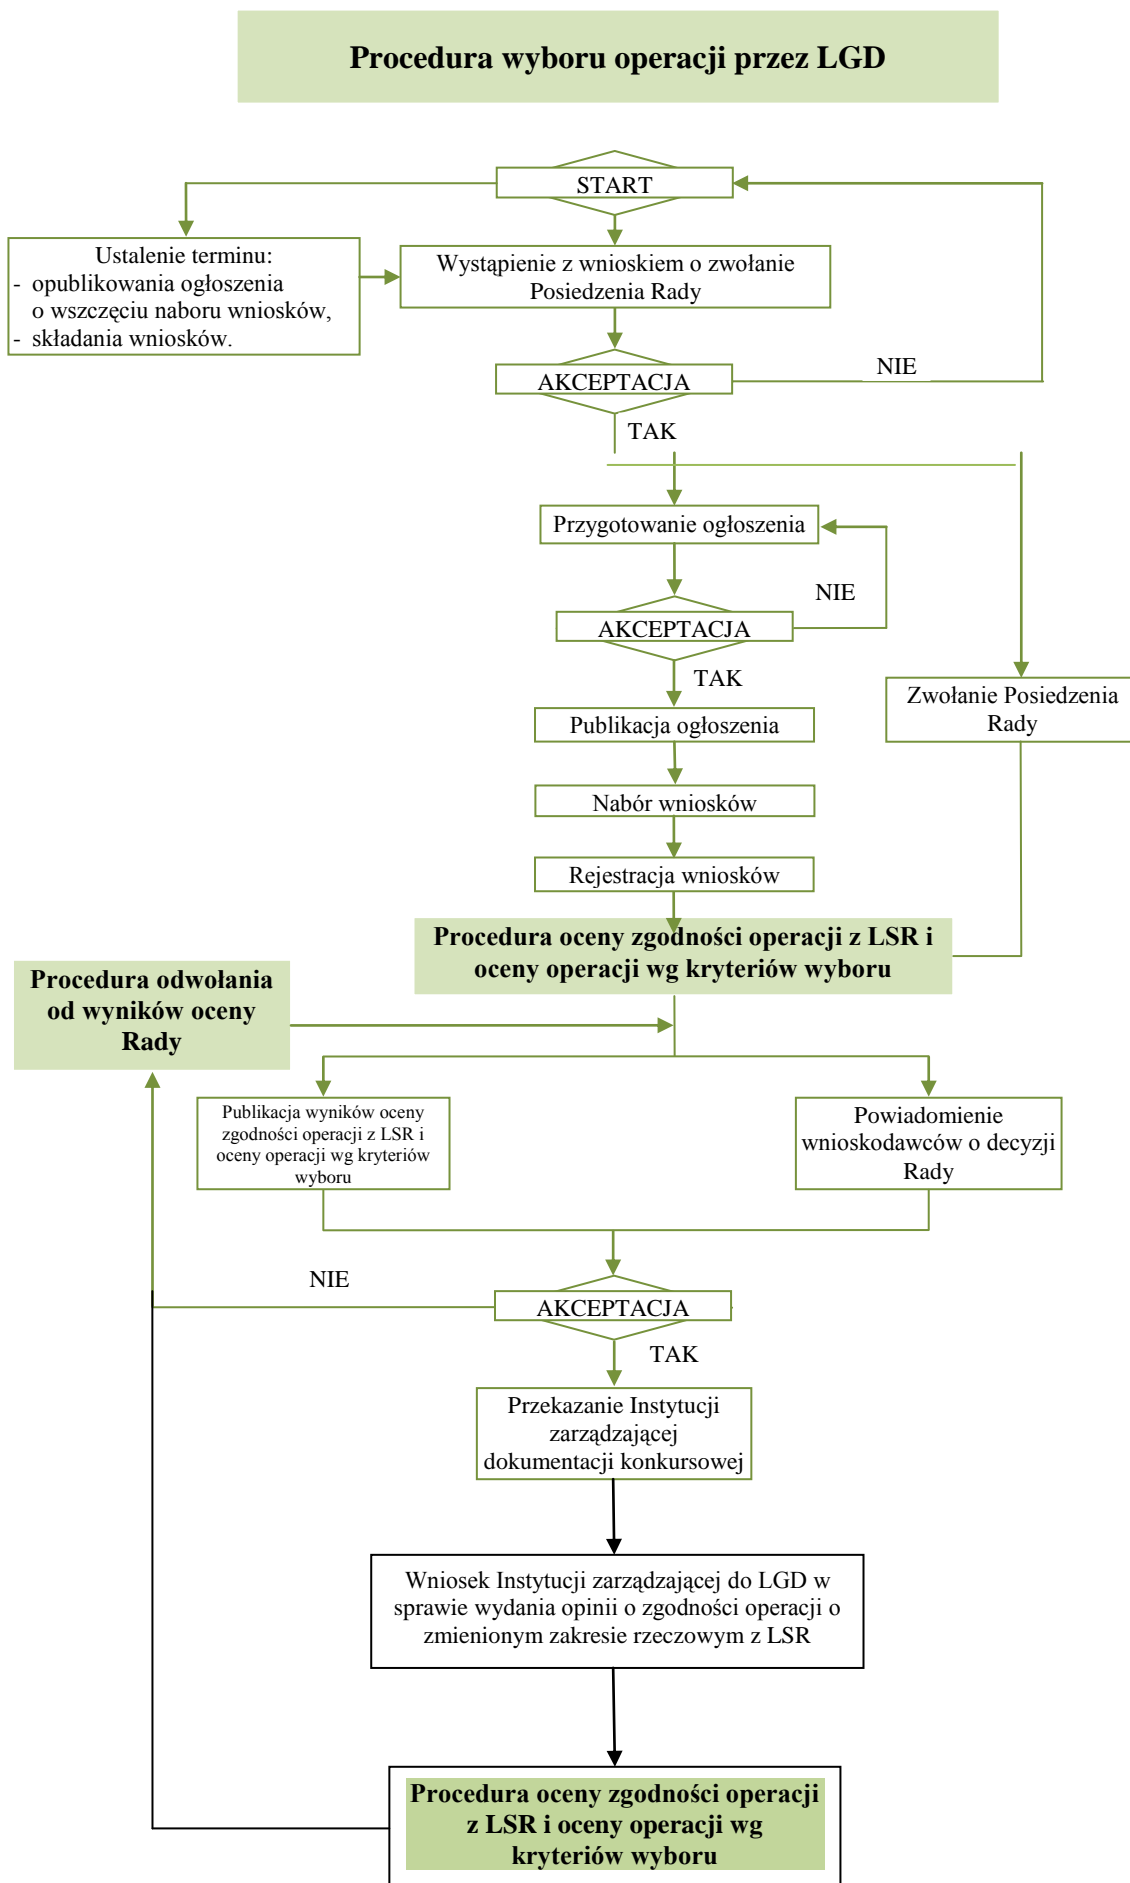 Procedura wyboru operacji przez LGD
START
Ustalenie terminu:
- opublikowania ogłoszenia
o wszczęciu naboru wniosków,
- składania wniosków.
Wystąpienie z wnioskiem o zwołanie
Posiedzenia Rady
AKCEPTACJA
NIE
TAK
Przygotowanie ogłoszenia
NIE
AKCEPTACJA
TAK
Zwołanie Posiedzenia
Rady
Publikacja ogłoszenia
Nabór wniosków
Rejestracja wniosków
Procedura oceny zgodności operacji z LSR i
oceny operacji wg kryteriów wyboru
Procedura odwołania
od wyników oceny
Rady
Publikacja wyników oceny
zgodności operacji z LSR i
oceny operacji wg kryteriów
wyboru
Powiadomienie
wnioskodawców o decyzji
Rady
NIE
AKCEPTACJA
TAK
Przekazanie Instytucji
zarządzającej
dokumentacji konkursowej
Wniosek Instytucji zarządzającej do LGD w
sprawie wydania opinii o zgodności operacji o
zmienionym zakresie rzeczowym z LSR
Procedura oceny zgodności operacji
z LSR i oceny operacji wg
kryteriów wyboru